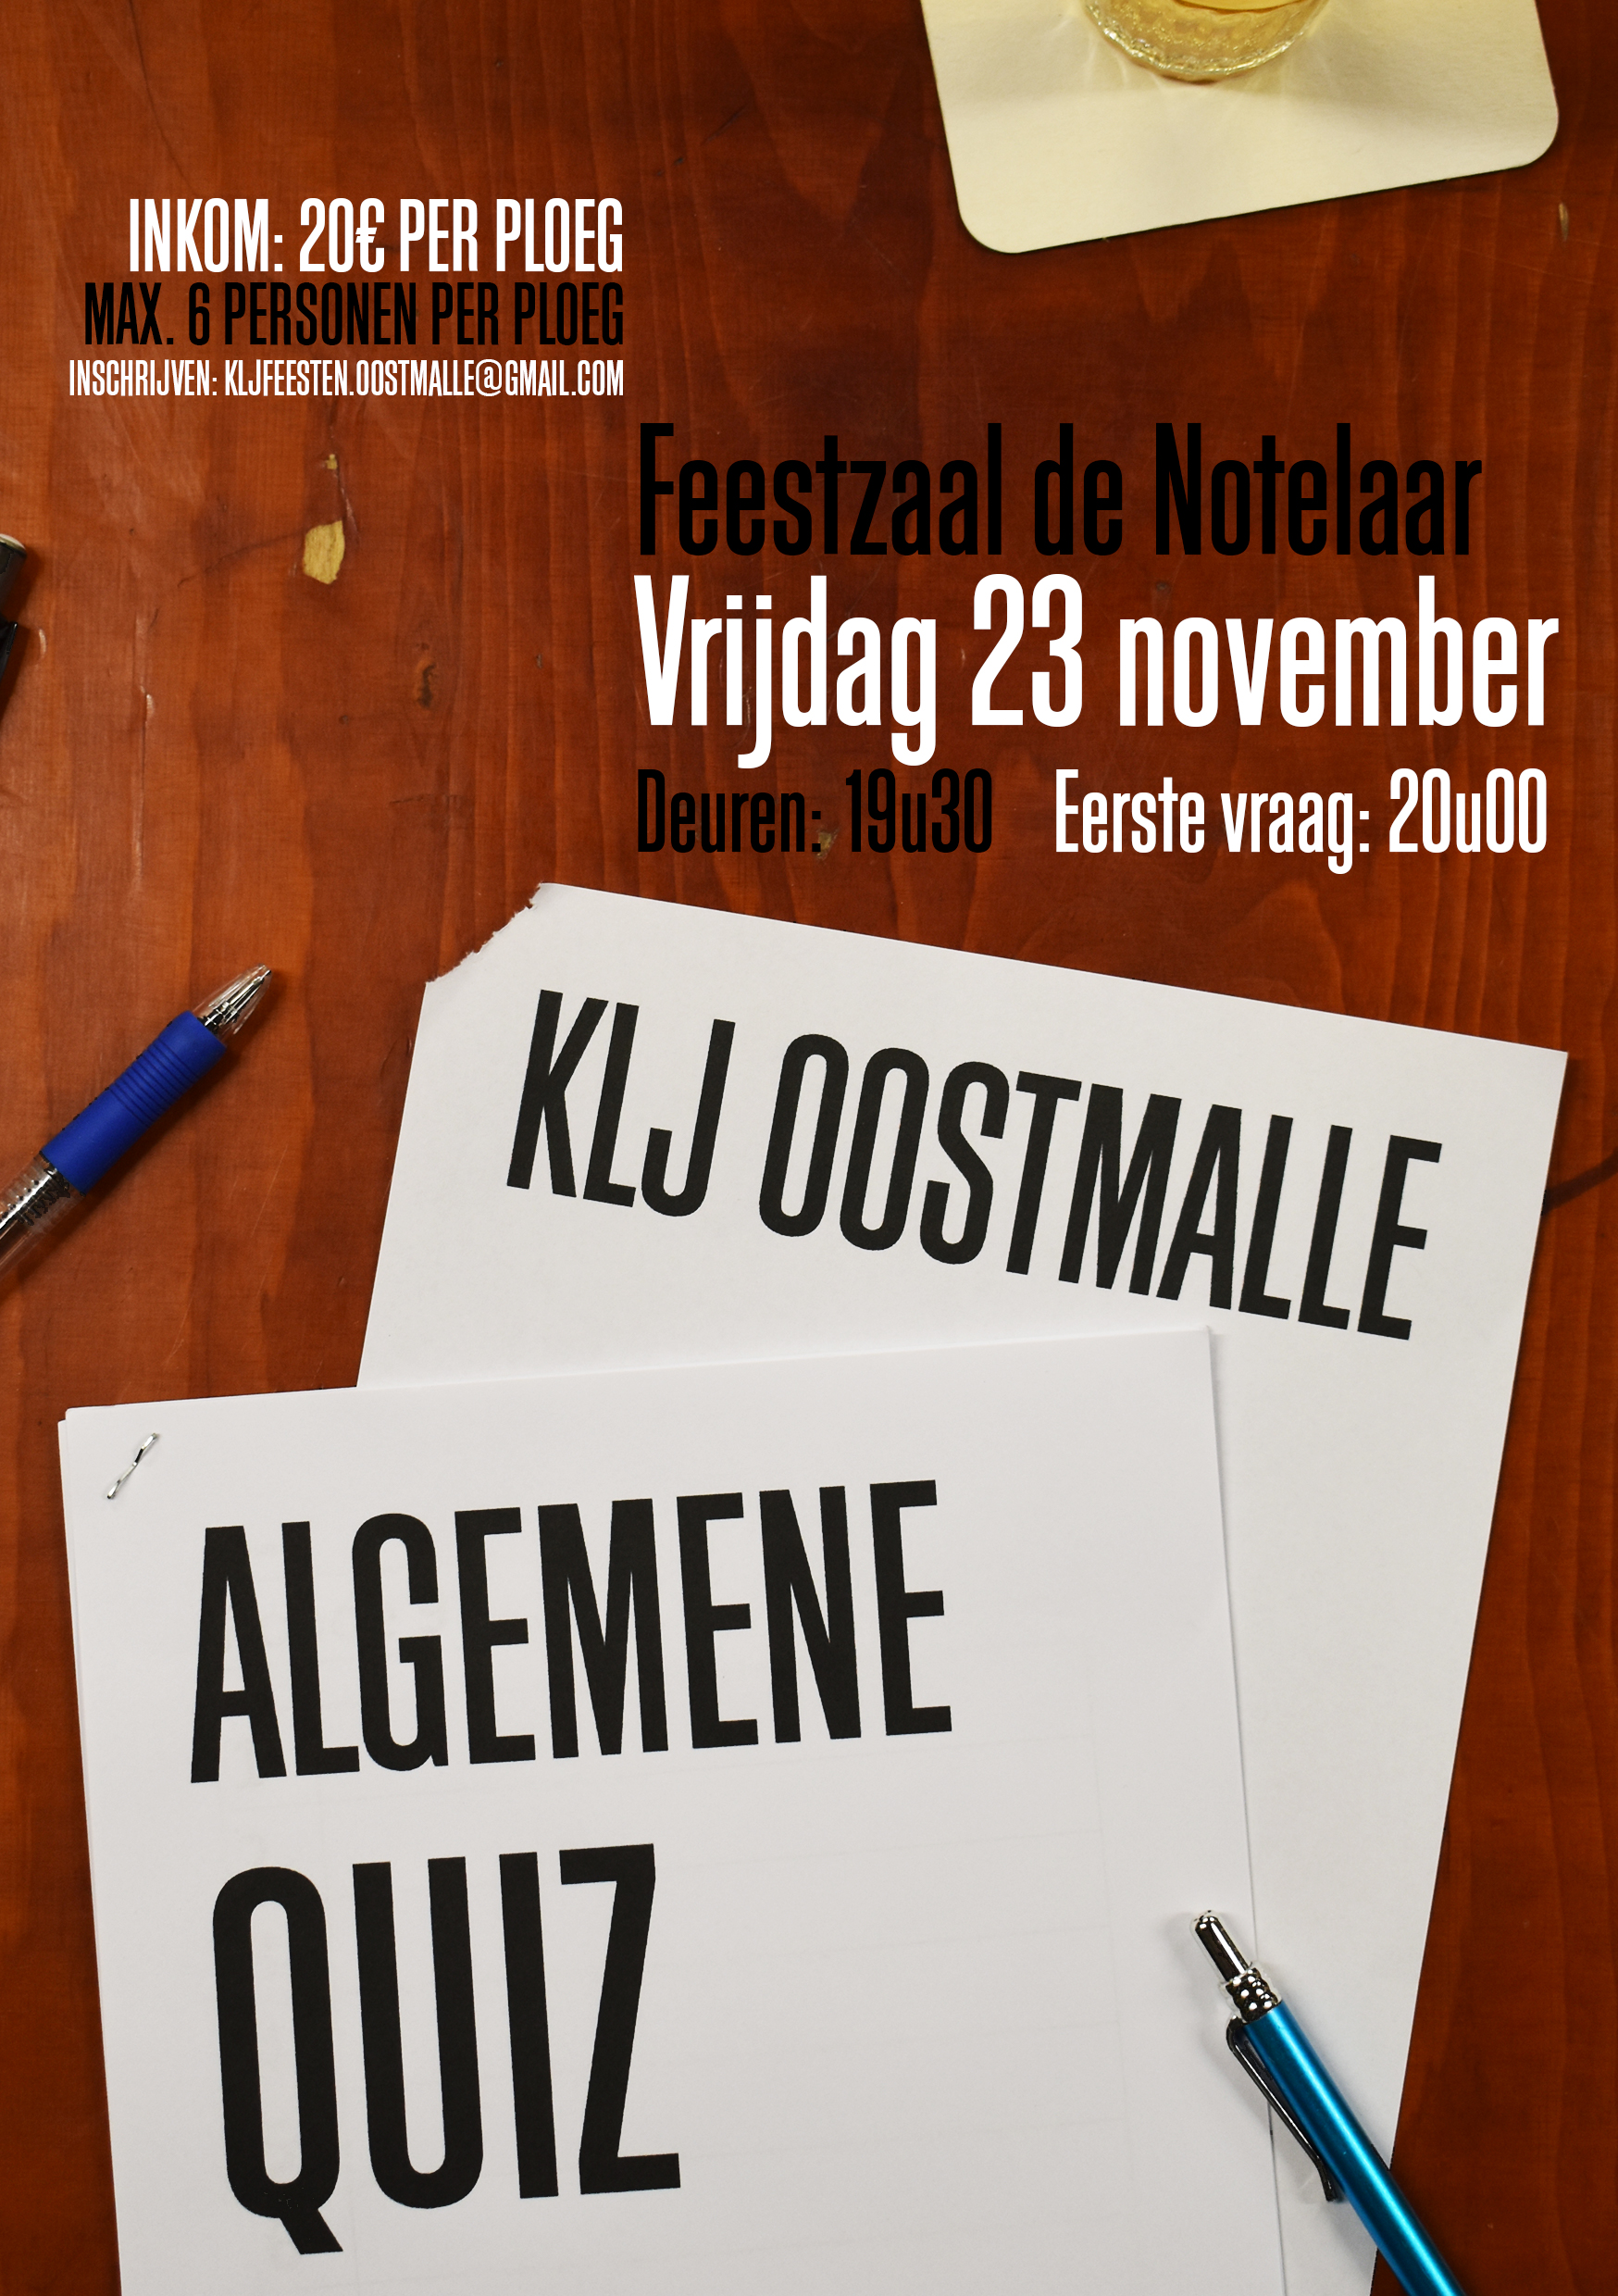 INKOM: 20€ PER PLOEG
MAX. 6 PERSONEN PER PLOEG
INSCHRIJVEN: KLJFEESTEN.OOSTMALLE@GMAIL.COM
Feestzaal de Notelaar
Vrijdag 23 november
Deuren: 19u30 Eerste vraag: 20u00
KLJ OOSTMALLE
ALGEMENE
QUIZ